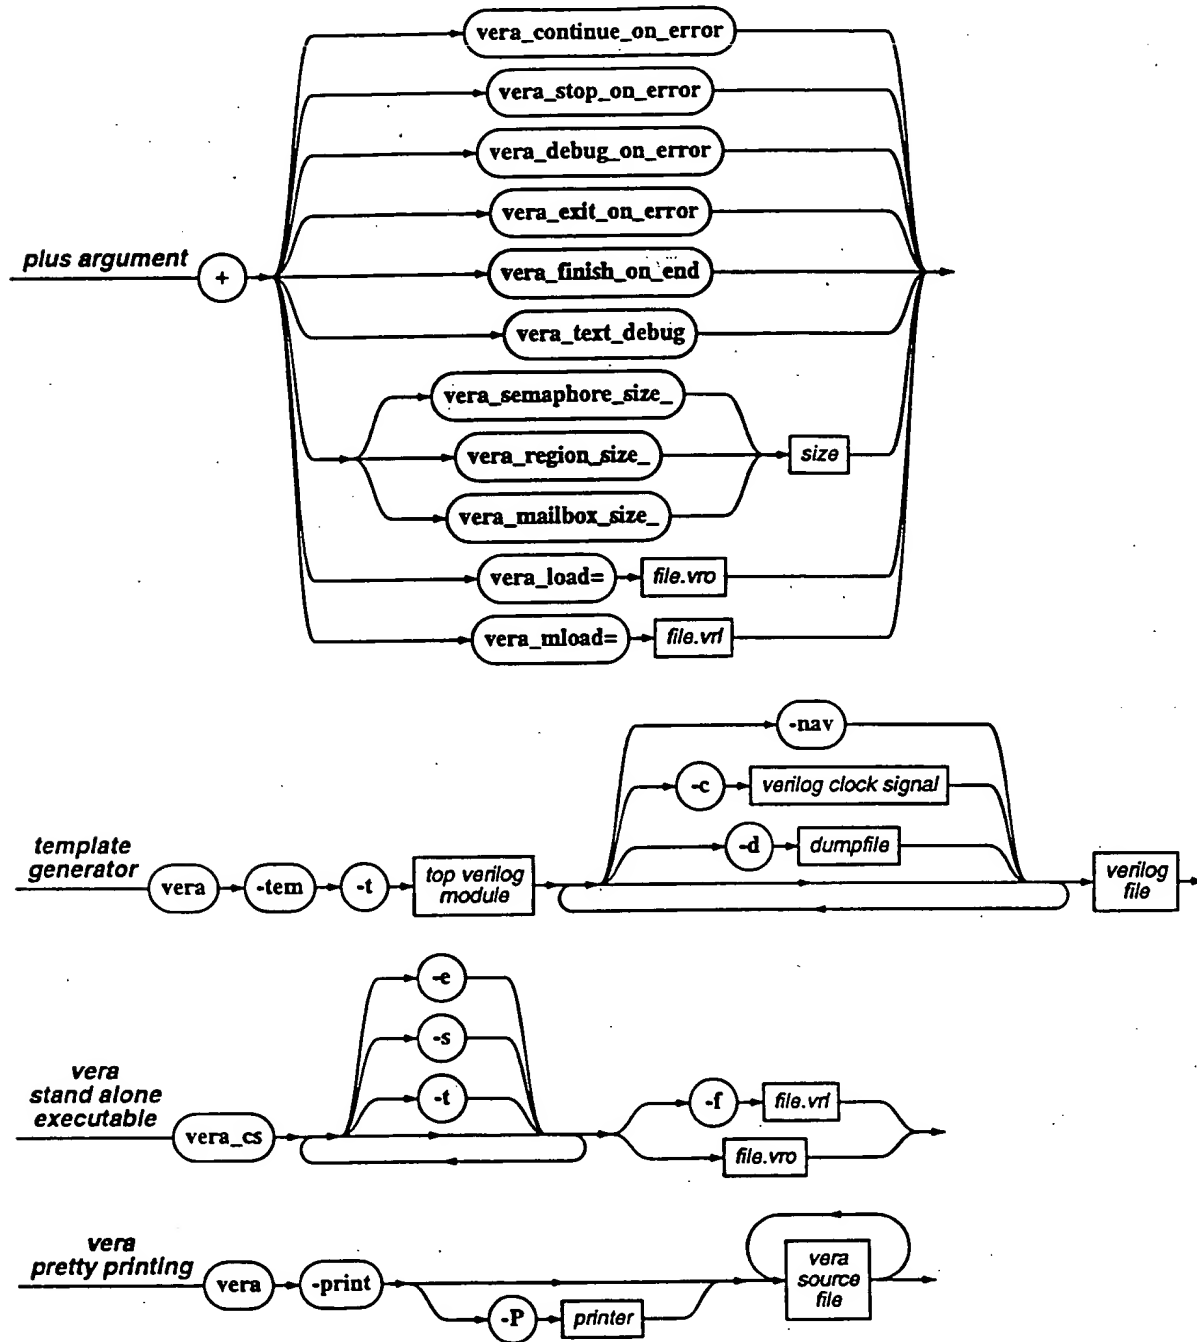 vera_continue_on_error
vera_stop_on_error
vera_debug_on_error
vera_exit_on_error
plus argument + vera_finish_on_end
vera_text_debug
vera_semaphore_size_
vera_region_size_ size
vera_mailbox_size_
vera_load= file.vro
vera_mload= file.vrl
-nav
-c verilog clock signal
-d dumpfile
template
generator
vera -tem -t
top verilog
module
verilog
file
-e
-s
-t
vera
stand alone
executable
vera_cs
-f file.vrl
file.vro
vera
pretty printing
vera -print
-P printer
vera
source
file